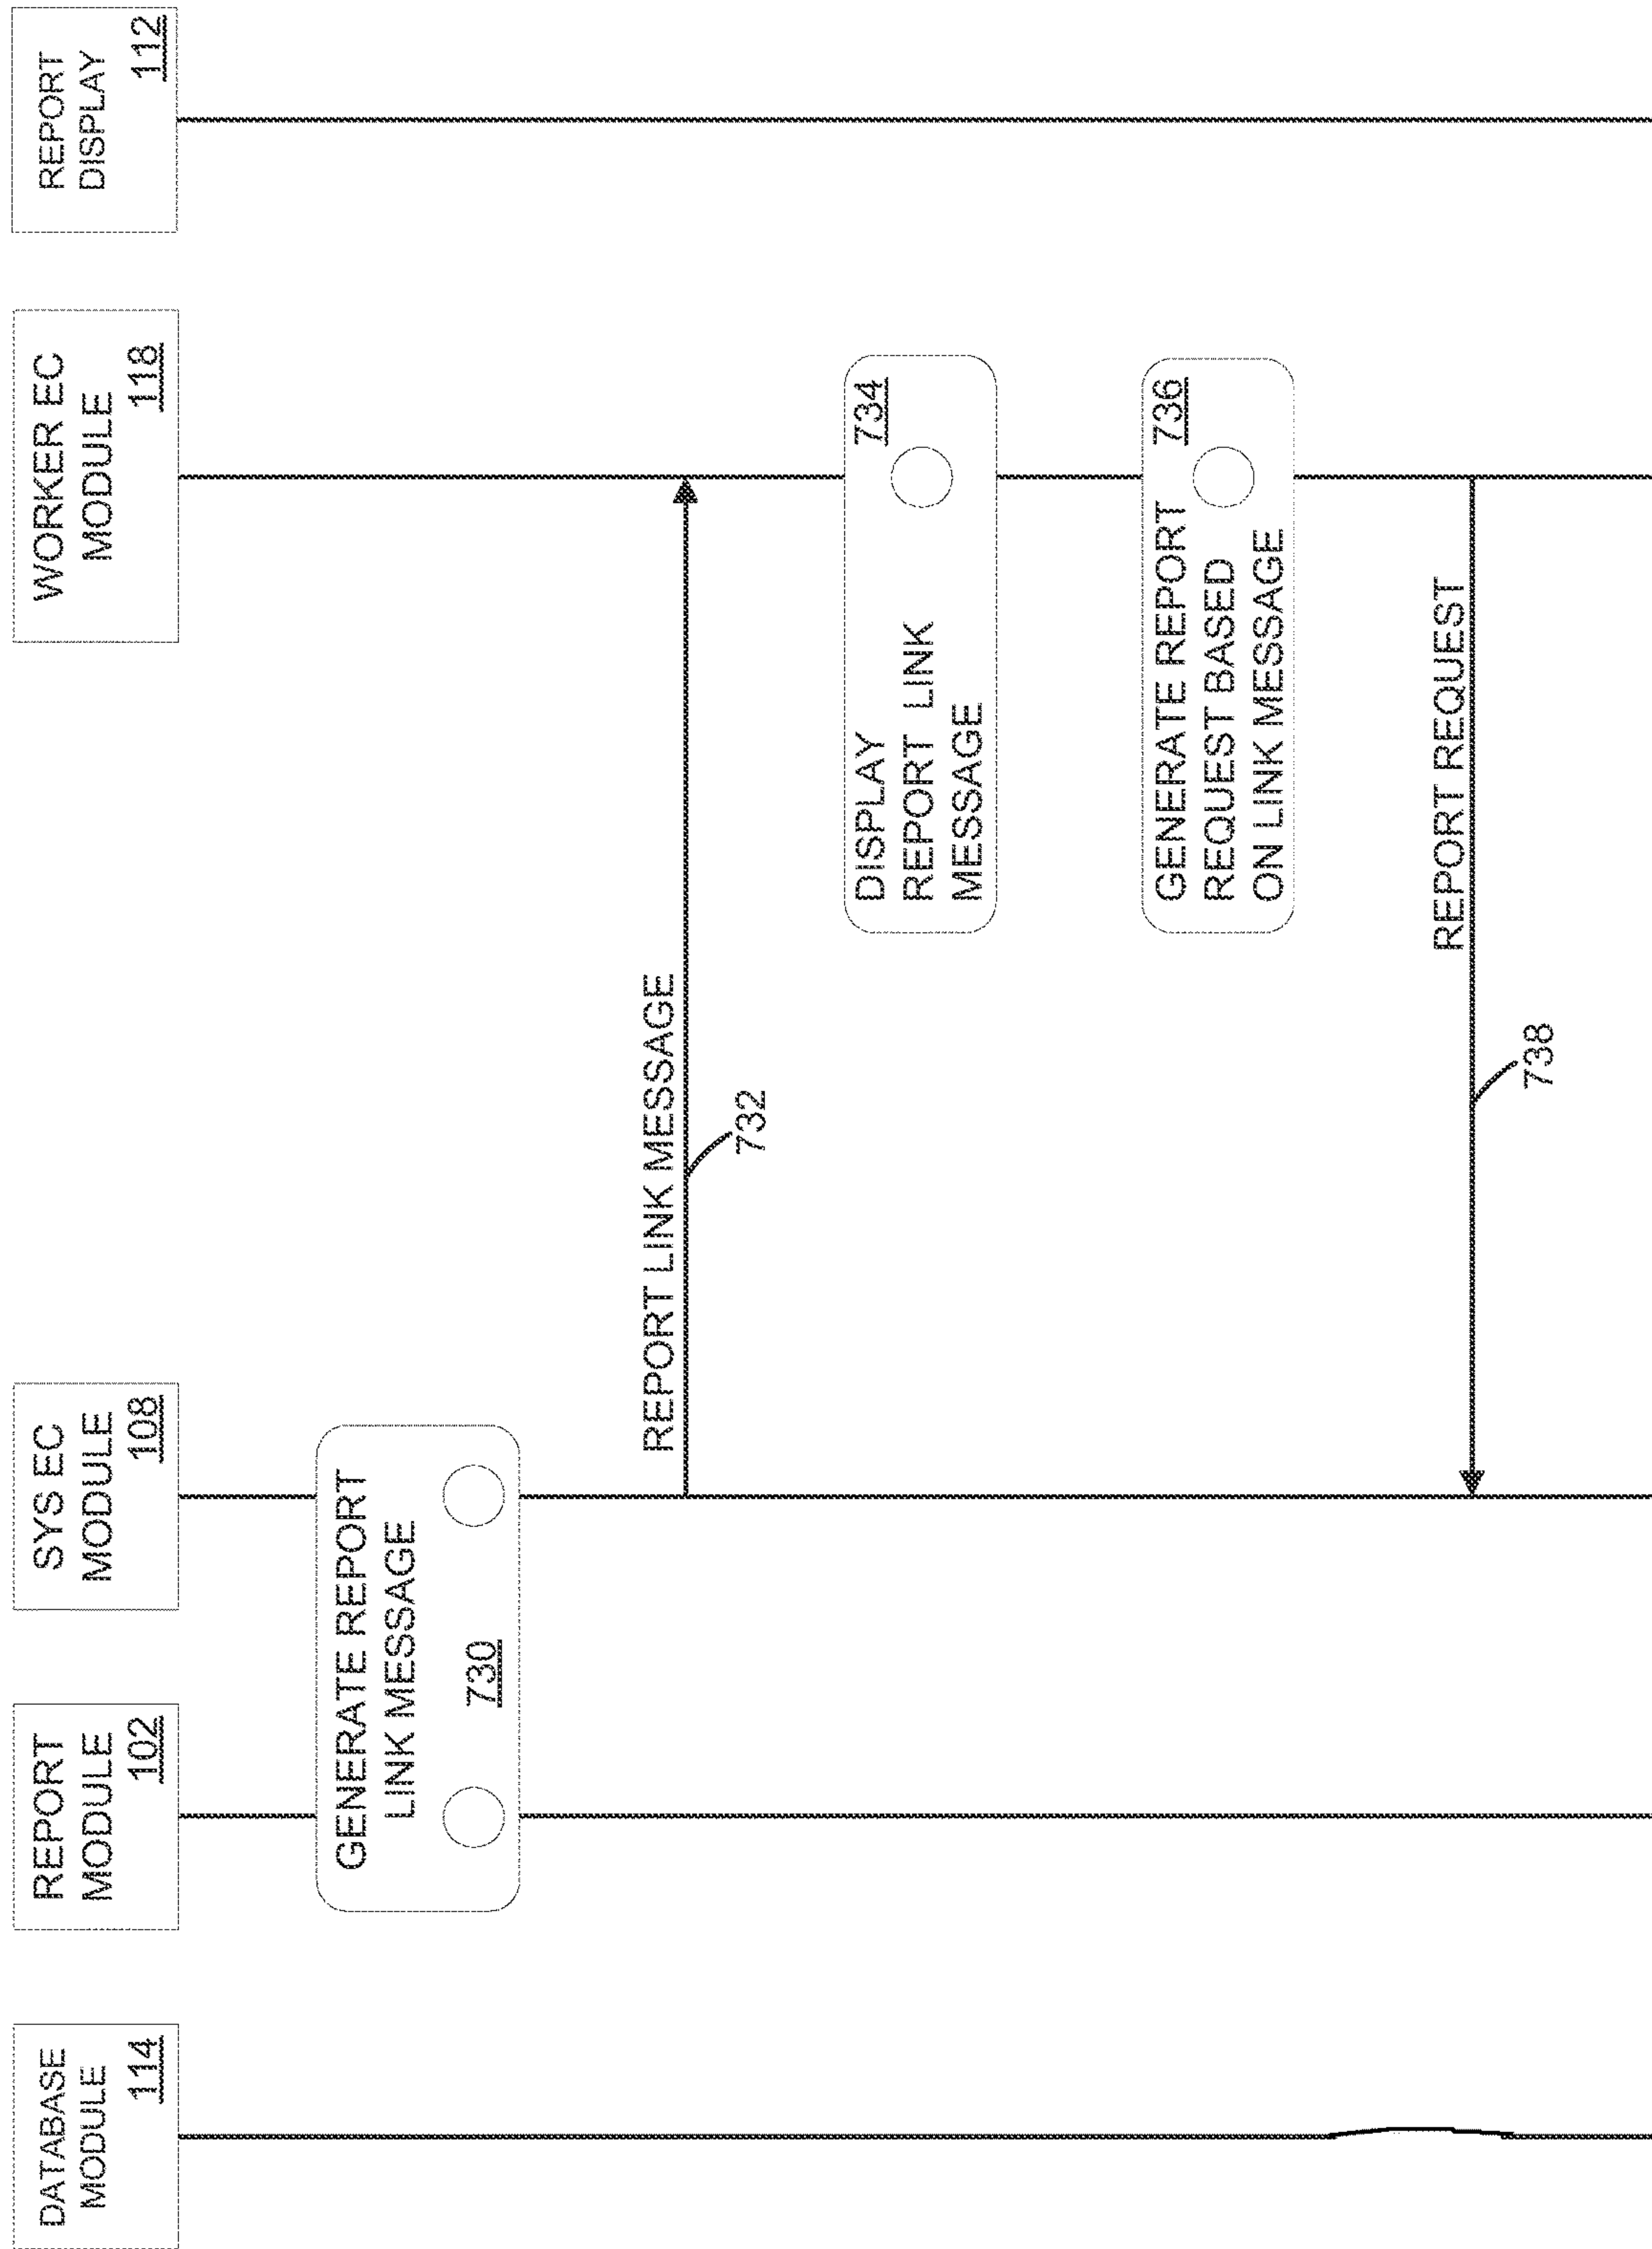 DATABASE
MODULE
114
REPORT
MODULE
102
SYS EC
MODULE
108
WORKER EC
MODULE
118
REPORT
DISPLAY
112
GENERATE REPORT
LINK MESSAGE
730
REPORT LINK MESSAGE
732
DISPLAY
734
REPORT LINK
MESSAGE
GENERATE REPORT
736
REQUEST BASED
ON LINK MESSAGE
REPORT REQUEST
738